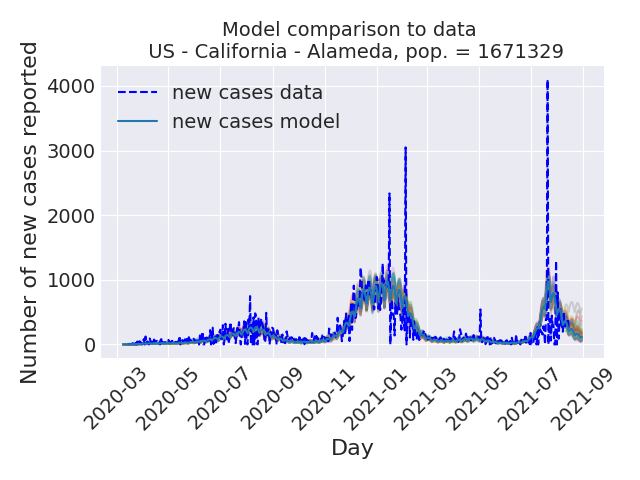 Model comparison to data
US - California - Alameda, pop. = 1671329
Number of new cases reported
4000
3000
2000
1000
0
new cases data
new cases model
2020-03
2020-05
2020-07
2020-09
2020-11
2021-01
2021-03
2021-05
2021-07
2021-09
Day